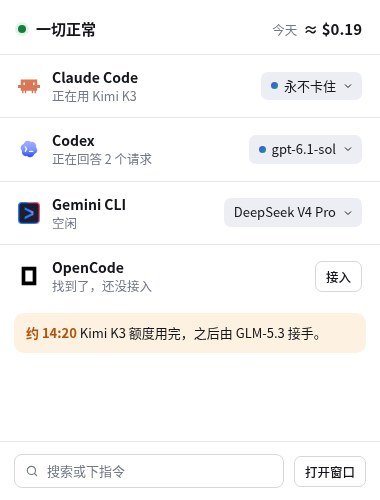 一切正常
今天 ≈ $0.19
Claude Code
正在用 Kimi K3
永不卡住
Codex
正在回答 2 个请求
gpt-6.1-sol
Gemini CLI
空闲
DeepSeek V4 Pro
OpenCode
找到了，还没接入
接入
约 14:20 Kimi K3 额度用完，之后由 GLM-5.3 接手。
搜索或下指令
打开窗口